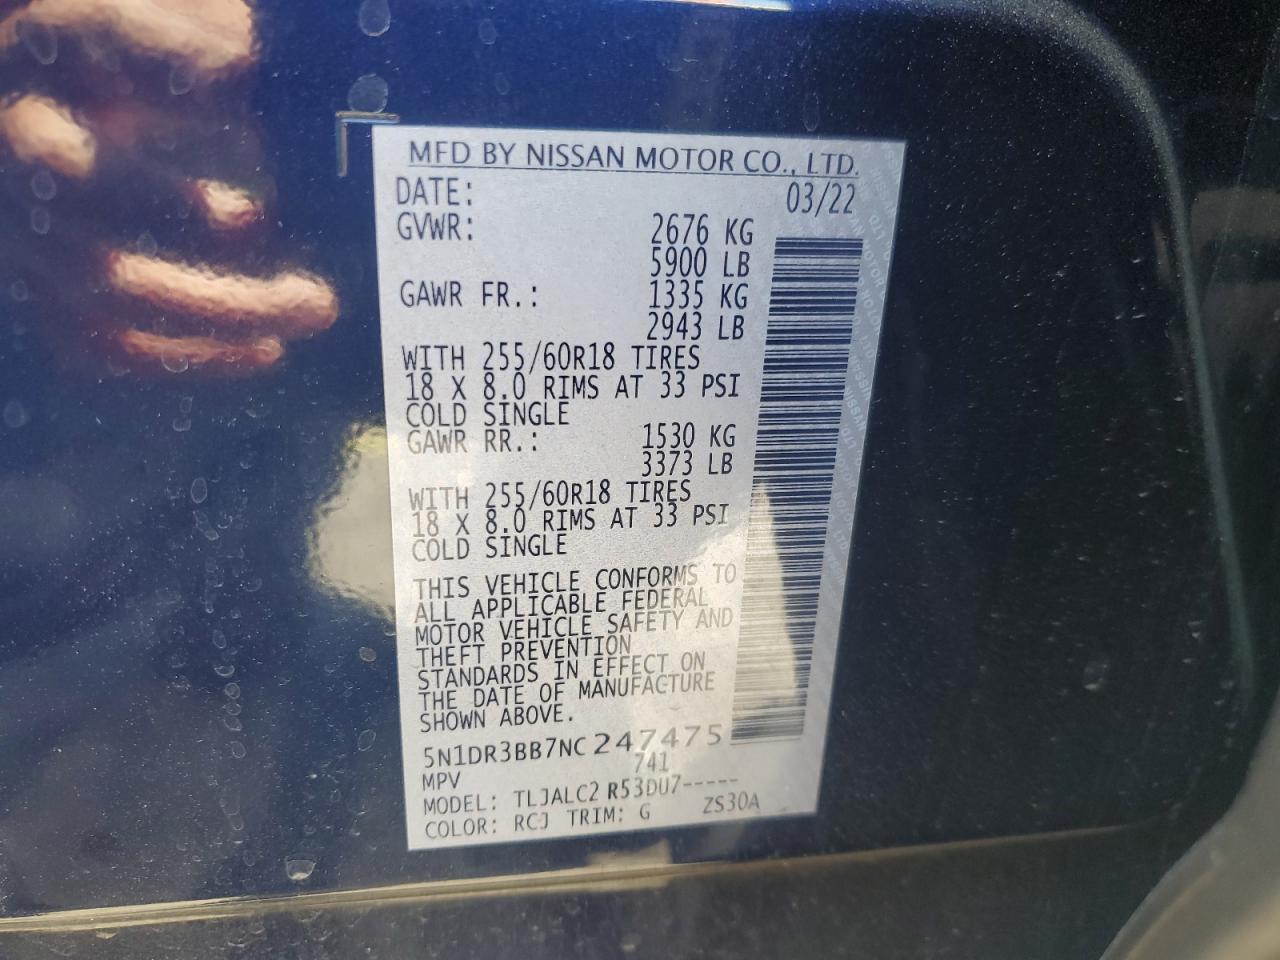 MFD BY NISSAN MOTOR CO., LTD.
DATE: 03/22
GVWR: 2676 KG
5900 LB
GAWR FR.: 1335 KG
2943 LB
WITH 255/60R18 TIRES
18 X 8.0 RIMS AT 33 PSI
COLD SINGLE
GAWR RR.: 1530 KG
3373 LB
WITH 255/60R18 TIRES
18 X 8.0 RIMS AT 33 PSI
COLD SINGLE
THIS VEHICLE CONFORMS TO
ALL APPLICABLE FEDERAL
MOTOR VEHICLE SAFETY AND
THEFT PREVENTION
STANDARDS IN EFFECT ON
THE DATE OF MANUFACTURE
SHOWN ABOVE.
5N1DR3BB7NC247475
MPV 741
MODEL: TLJALC2 R53DU7-----
COLOR: RCJ TRIM: G ZS30A